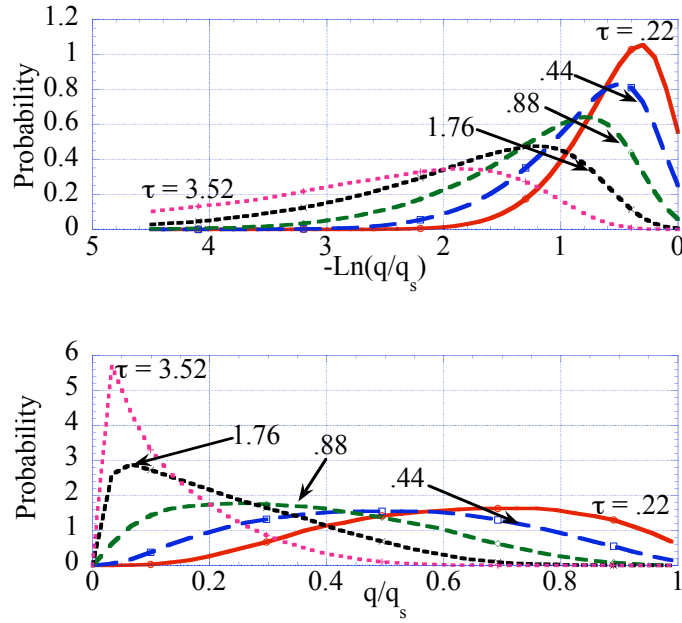 1.2
τ = .22
1
.44
0.8
.88
0.6
1.76
0.4
τ = 3.52
0.2
0
Probability
5 4 3 2 1 0
-Ln(q/q_s)
6
τ = 3.52
5
4
1.76
.88
3
.44
2
τ = .22
1
0
Probability
0 0.2 0.4 0.6 0.8 1
q/q_s